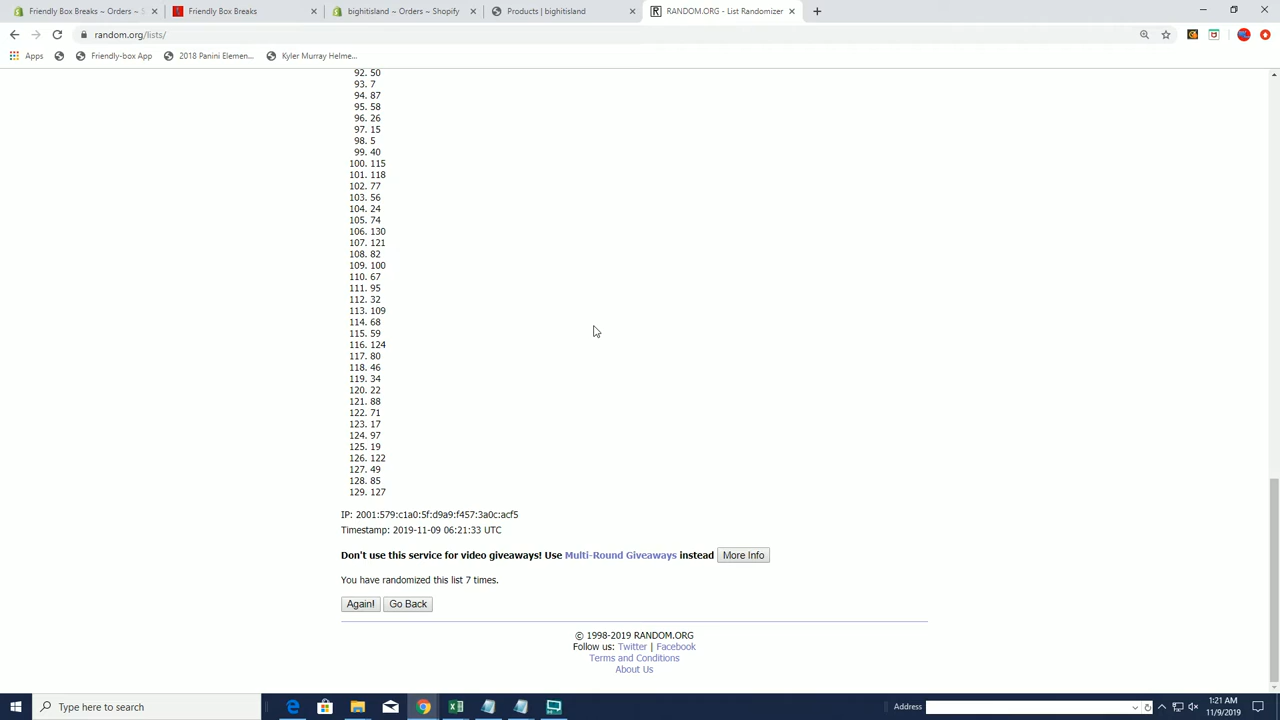 Friendly Box Breaks ~ Orders ~ S
Friendly Box Breaks
bighitisland ~ Orders ~ Shopify
Products | bighitisland
RANDOM.ORG - List Randomizer
random.org/lists/
Apps
Friendly-box App
2018 Panini Elemen...
Kyler Murray Helme...
92. 50
93. 7
94. 87
95. 58
96. 26
97. 15
98. 5
99. 40
100. 115
101. 118
102. 77
103. 56
104. 24
105. 74
106. 130
107. 121
108. 82
109. 100
110. 67
111. 95
112. 32
113. 109
114. 68
115. 59
116. 124
117. 80
118. 46
119. 34
120. 22
121. 88
122. 71
123. 17
124. 97
125. 19
126. 122
127. 49
128. 85
129. 127
IP: 2001:579:c1a0:5f:d9a9:f457:3a0c:acf5
Timestamp: 2019-11-09 06:21:33 UTC
Don't use this service for video giveaways! Use Multi-Round Giveaways instead More Info
You have randomized this list 7 times.
Again! Go Back
© 1998-2019 RANDOM.ORG
Follow us: Twitter | Facebook
Terms and Conditions
About Us
Type here to search
Address
1:21 AM
11/9/2019